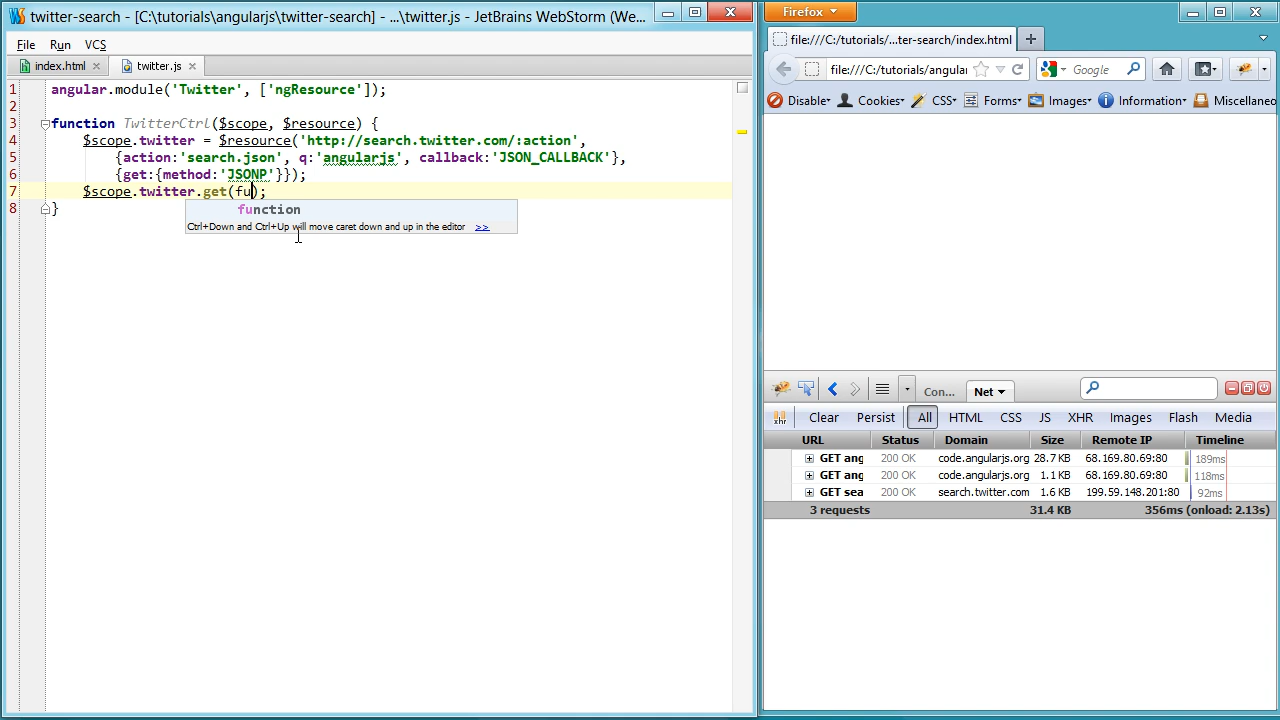 twitter-search - [C:\tutorials\angularjs\twitter-search] - ...\twitter.js - JetBrains WebStorm (We...
File Run VCS
index.html twitter.js
1 angular.module('Twitter', ['ngResource']);
2
3 function TwitterCtrl($scope, $resource) {
4 $scope.twitter = $resource('http://search.twitter.com/:action',
5 {action:'search.json', q:'angularjs', callback:'JSON_CALLBACK'},
6 {get:{method:'JSONP'}});
7 $scope.twitter.get(fu);
8 }
function
Ctrl+Down and Ctrl+Up will move caret down and up in the editor >>
Firefox
file:///C:/tutorials/...ter-search/index.html
file:///C:/tutorials/angular
Google
Disable Cookies CSS Forms Images Information Miscellaneo
Con... Net
Clear Persist All HTML CSS JS XHR Images Flash Media
URL Status Domain Size Remote IP Timeline
GET ang 200 OK code.angularjs.org 28.7 KB 68.169.80.69:80 189ms
GET ang 200 OK code.angularjs.org 1.1 KB 68.169.80.69:80 118ms
GET sea 200 OK search.twitter.com 1.6 KB 199.59.148.201:80 92ms
3 requests 31.4 KB 356ms (onload: 2.13s)